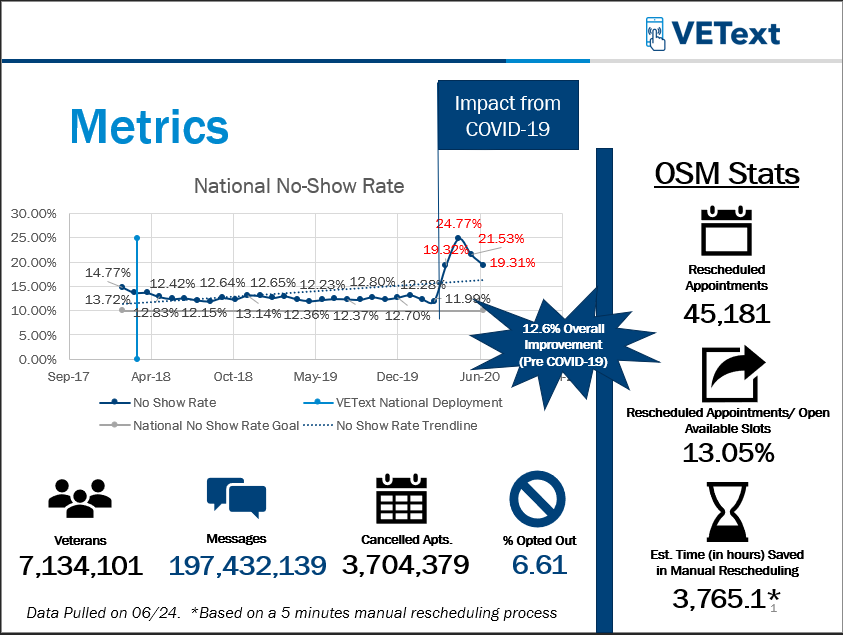 VEText
Metrics
Impact from
COVID-19
National No-Show Rate
30.00%
25.00%
20.00%
15.00%
10.00%
5.00%
0.00%
14.77%
13.72%
12.83%
12.42%
12.15%
12.64%
13.14%
12.65%
12.36%
12.23%
12.37%
12.80%
12.70%
12.28%
11.99%
19.32%
24.77%
21.53%
19.31%
Sep-17 Apr-18 Oct-18 May-19 Dec-19 Jun-20
No Show Rate VEText National Deployment
National No Show Rate Goal No Show Rate Trendline
12.6% Overall
Improvement
(Pre COVID-19)
Veterans
7,134,101
Messages
197,432,139
Cancelled Apts.
3,704,379
% Opted Out
6.61
Data Pulled on 06/24. *Based on a 5 minutes manual rescheduling process
OSM Stats
Rescheduled
Appointments
45,181
Rescheduled Appointments/ Open
Available Slots
13.05%
Est. Time (in hours) Saved
in Manual Rescheduling
3,765.1*
1